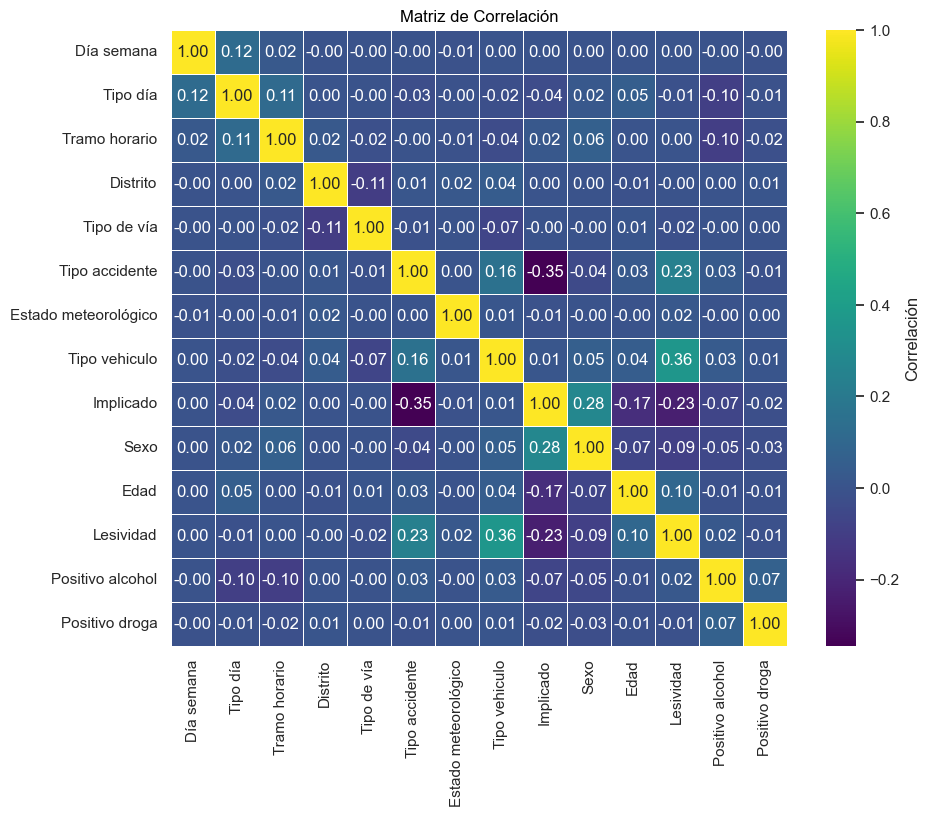 Matriz de Correlación
Día semana 1.00 0.12 0.02 -0.00 -0.00 -0.00 -0.01 0.00 0.00 0.00 0.00 0.00 -0.00 -0.00
Tipo día 0.12 1.00 0.11 0.00 -0.00 -0.03 -0.00 -0.02 -0.04 0.02 0.05 -0.01 -0.10 -0.01
Tramo horario 0.02 0.11 1.00 0.02 -0.02 -0.00 -0.01 -0.04 0.02 0.06 0.00 0.00 -0.10 -0.02
Distrito -0.00 0.00 0.02 1.00 -0.11 0.01 0.02 0.04 0.00 0.00 -0.01 -0.00 0.00 0.01
Tipo de vía -0.00 -0.00 -0.02 -0.11 1.00 -0.01 -0.00 -0.07 -0.00 -0.00 0.01 -0.02 -0.00 0.00
Tipo accidente -0.00 -0.03 -0.00 0.01 -0.01 1.00 0.00 0.16 -0.35 -0.04 0.03 0.23 0.03 -0.01
Estado meteorológico -0.01 -0.00 -0.01 0.02 -0.00 0.00 1.00 0.01 -0.01 -0.00 -0.00 0.02 -0.00 0.00
Tipo vehiculo 0.00 -0.02 -0.04 0.04 -0.07 0.16 0.01 1.00 0.01 0.05 0.04 0.36 0.03 0.01
Implicado 0.00 -0.04 0.02 0.00 -0.00 -0.35 -0.01 0.01 1.00 0.28 -0.17 -0.23 -0.07 -0.02
Sexo 0.00 0.02 0.06 0.00 -0.00 -0.04 -0.00 0.05 0.28 1.00 -0.07 -0.09 -0.05 -0.03
Edad 0.00 0.05 0.00 -0.01 0.01 0.03 -0.00 0.04 -0.17 -0.07 1.00 0.10 -0.01 -0.01
Lesividad 0.00 -0.01 0.00 -0.00 -0.02 0.23 0.02 0.36 -0.23 -0.09 0.10 1.00 0.02 -0.01
Positivo alcohol -0.00 -0.10 -0.10 0.00 -0.00 0.03 -0.00 0.03 -0.07 -0.05 -0.01 0.02 1.00 0.07
Positivo droga -0.00 -0.01 -0.02 0.01 0.00 -0.01 0.00 0.01 -0.02 -0.03 -0.01 -0.01 0.07 1.00
Día semana
Tipo día
Tramo horario
Distrito
Tipo de vía
Tipo accidente
Estado meteorológico
Tipo vehiculo
Implicado
Sexo
Edad
Lesividad
Positivo alcohol
Positivo droga
1.0
0.8
0.6
0.4
0.2
0.0
−0.2
Correlación